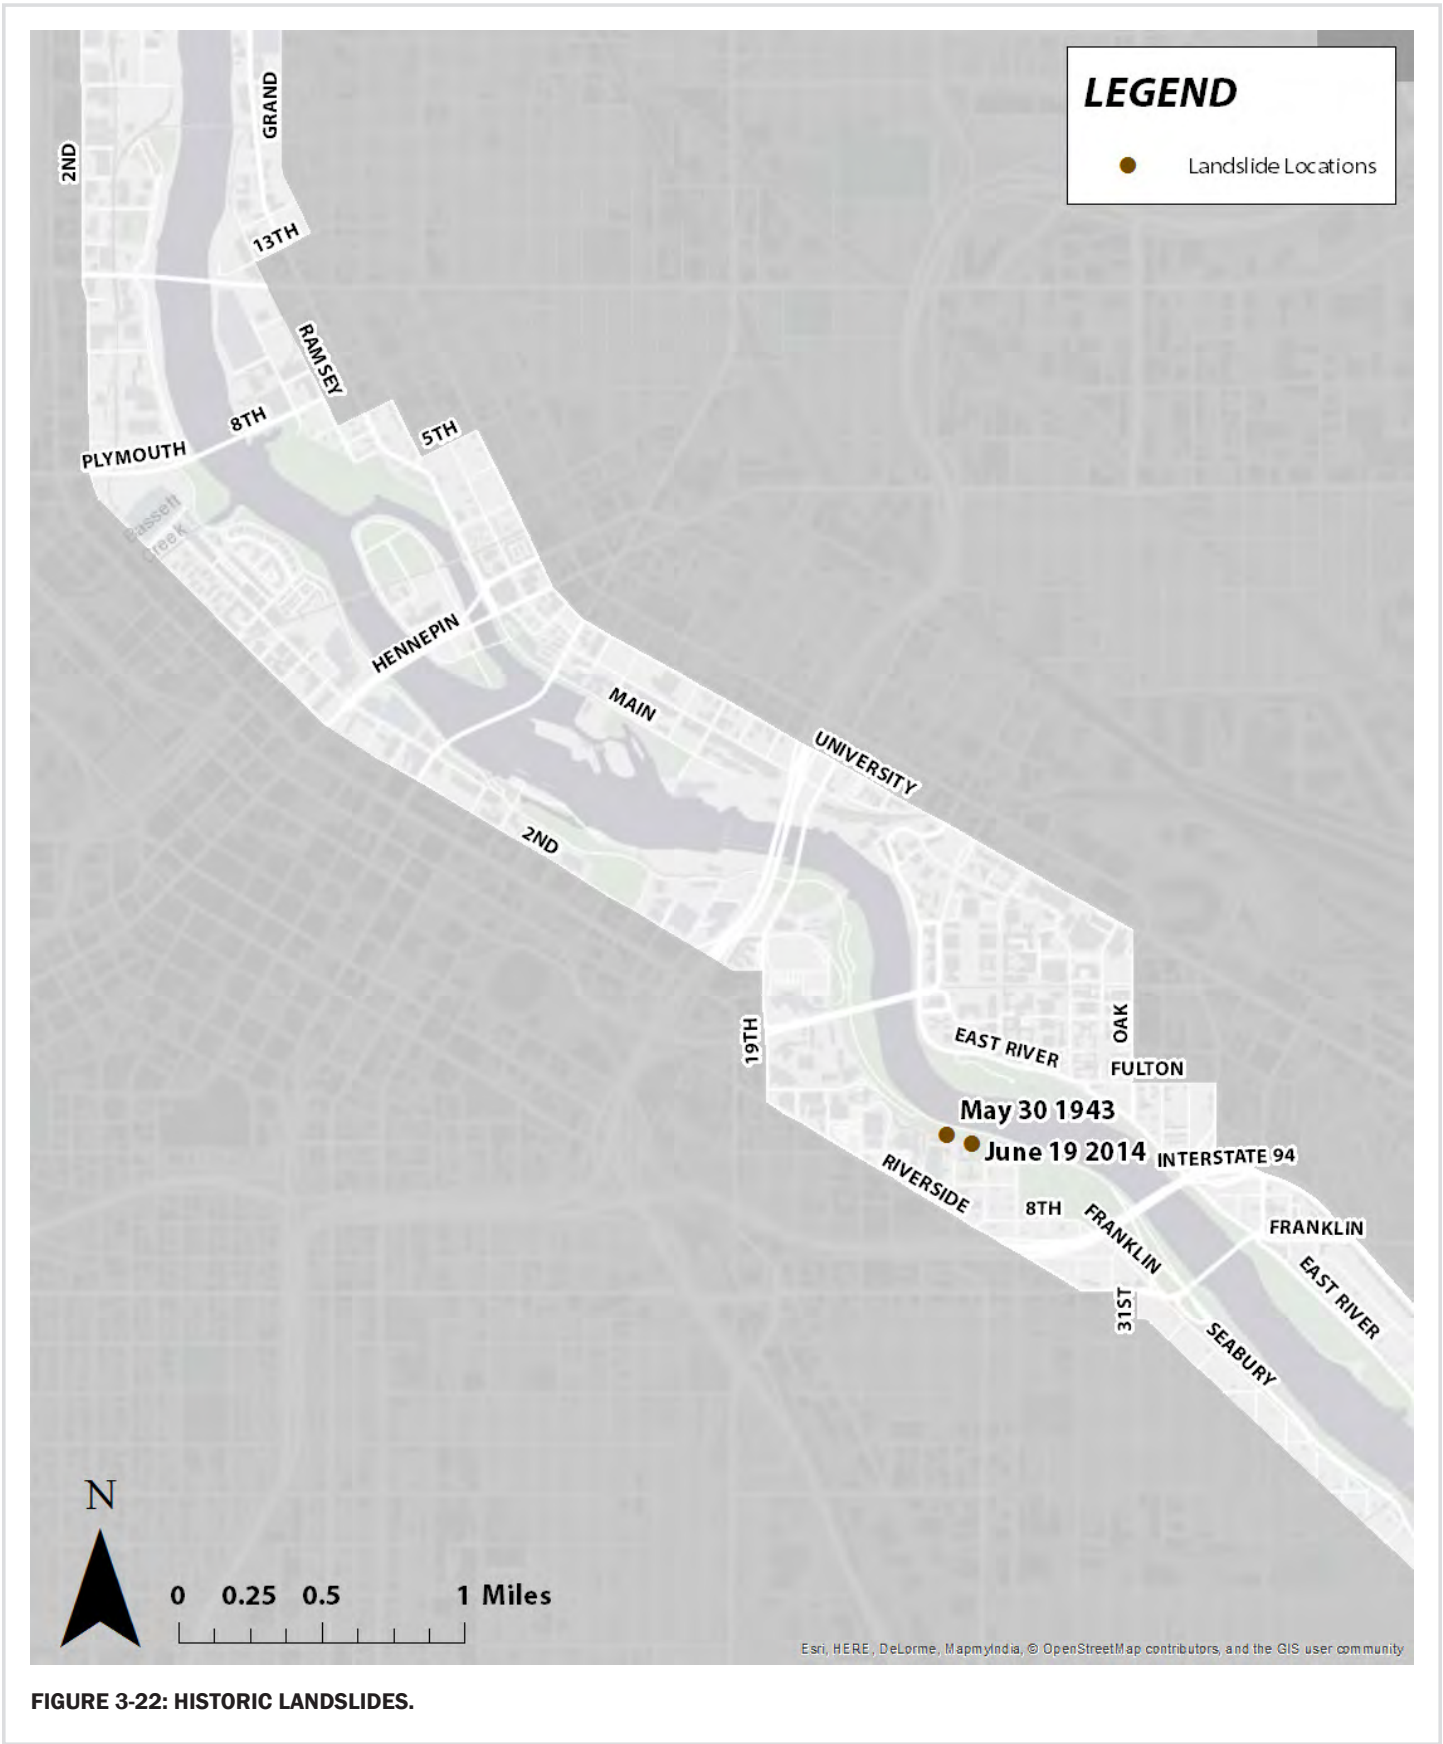 LEGEND
Landslide Locations
GRAND
2ND
13TH
RAMSEY
8TH
5TH
PLYMOUTH
Bassett
Creek
HENNEPIN
MAIN
UNIVERSITY
2ND
OAK
19TH
EAST RIVER
FULTON
May 30 1943
June 19 2014
INTERSTATE 94
RIVERSIDE
8TH
FRANKLIN
FRANKLIN
EAST RIVER
31ST
SEABURY
N
0 0.25 0.5 1 Miles
Esri, HERE, DeLorme, MapmyIndia, © OpenStreetMap contributors, and the GIS user community
FIGURE 3-22: HISTORIC LANDSLIDES.